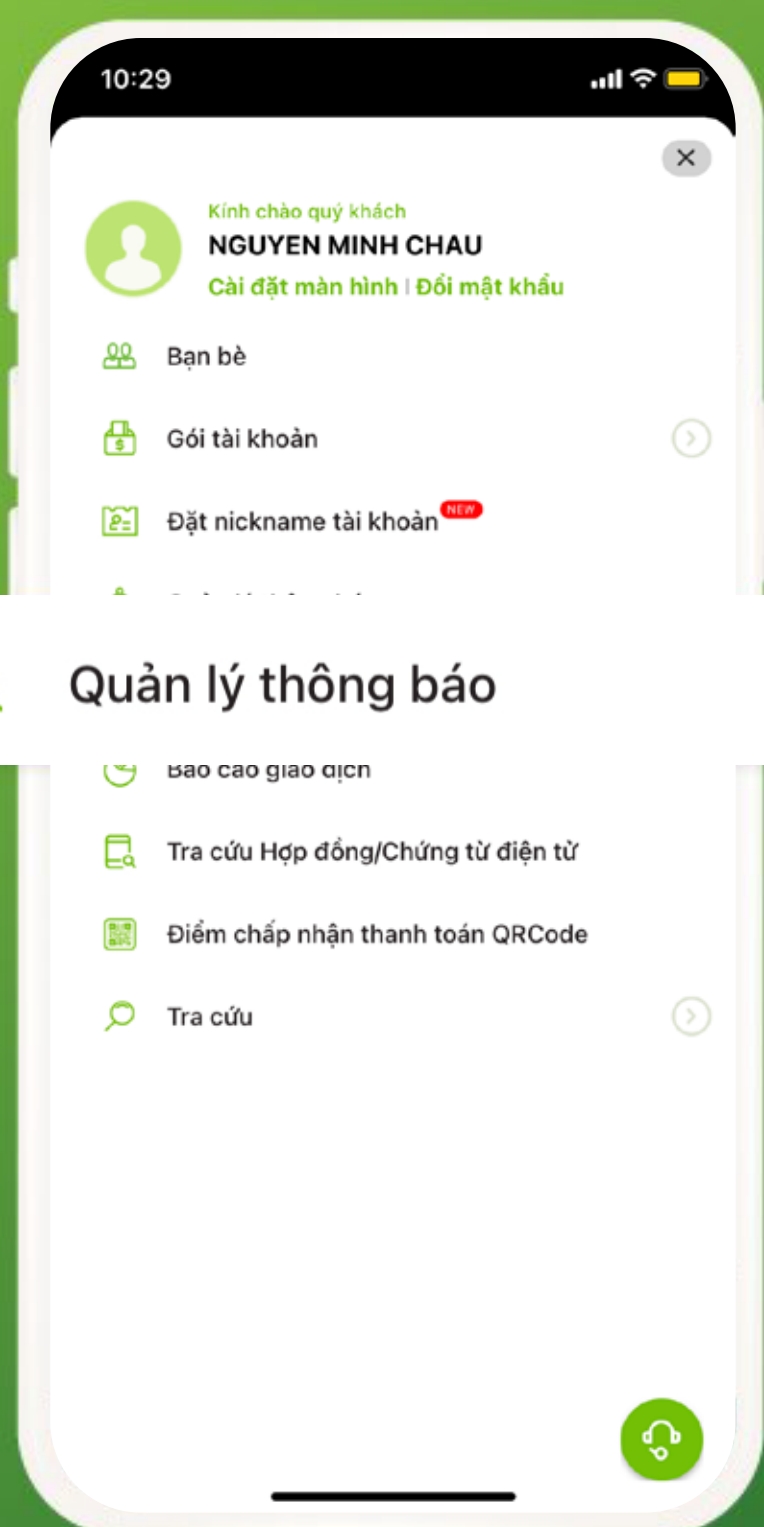 10:29
Kính chào quý khách
NGUYEN MINH CHAU
Cài đặt màn hình | Đổi mật khẩu
Bạn bè
Gói tài khoản
Đặt nickname tài khoản NEW
Quản lý thông báo
Báo cáo giao dịch
Tra cứu Hợp đồng/Chứng từ điện tử
Điểm chấp nhận thanh toán QRCode
Tra cứu